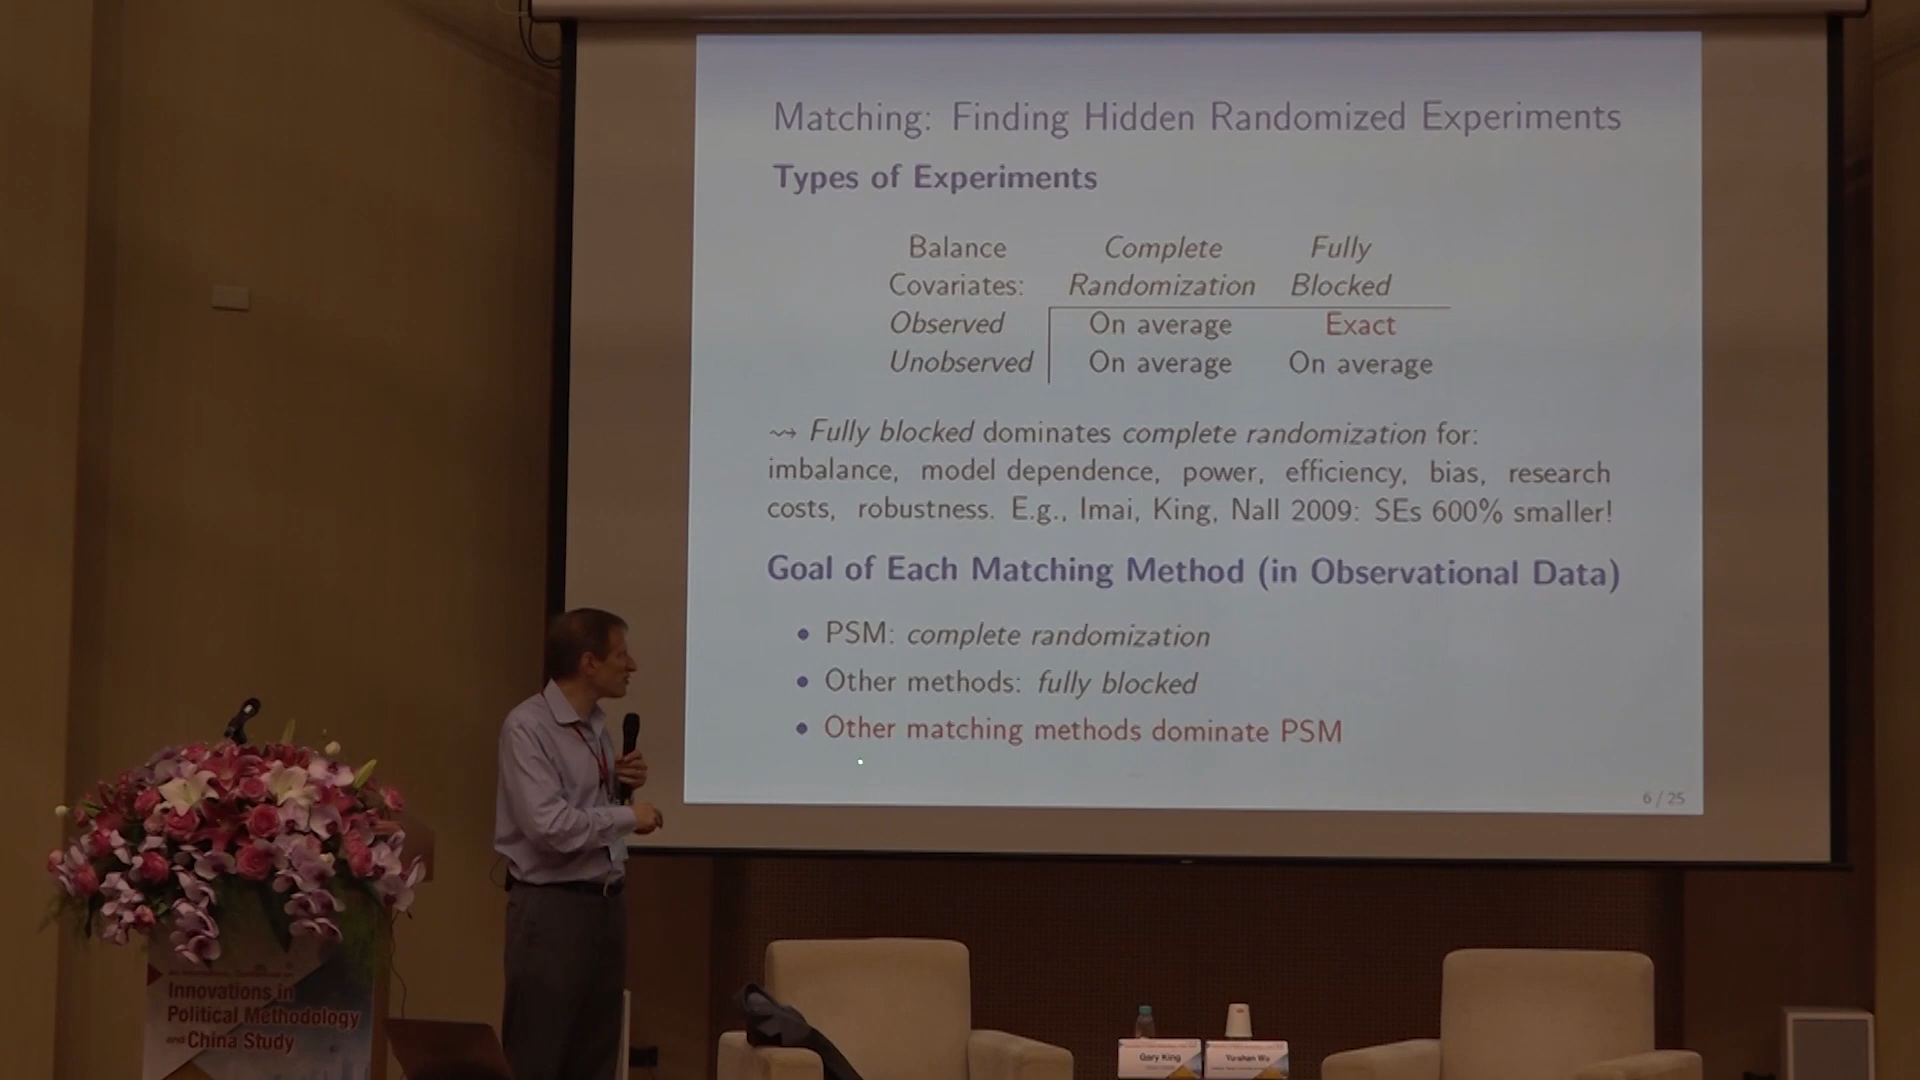 Matching: Finding Hidden Randomized Experiments
Types of Experiments
Balance Complete Fully
Covariates: Randomization Blocked
Observed On average Exact
Unobserved On average On average
⇝ Fully blocked dominates complete randomization for:
imbalance, model dependence, power, efficiency, bias, research
costs, robustness. E.g., Imai, King, Nall 2009: SEs 600% smaller!
Goal of Each Matching Method (in Observational Data)
• PSM: complete randomization
• Other methods: fully blocked
• Other matching methods dominate PSM
6 / 25
Innovations in
Political Methodology
and China Study
Gary King
Yu-shan Wu